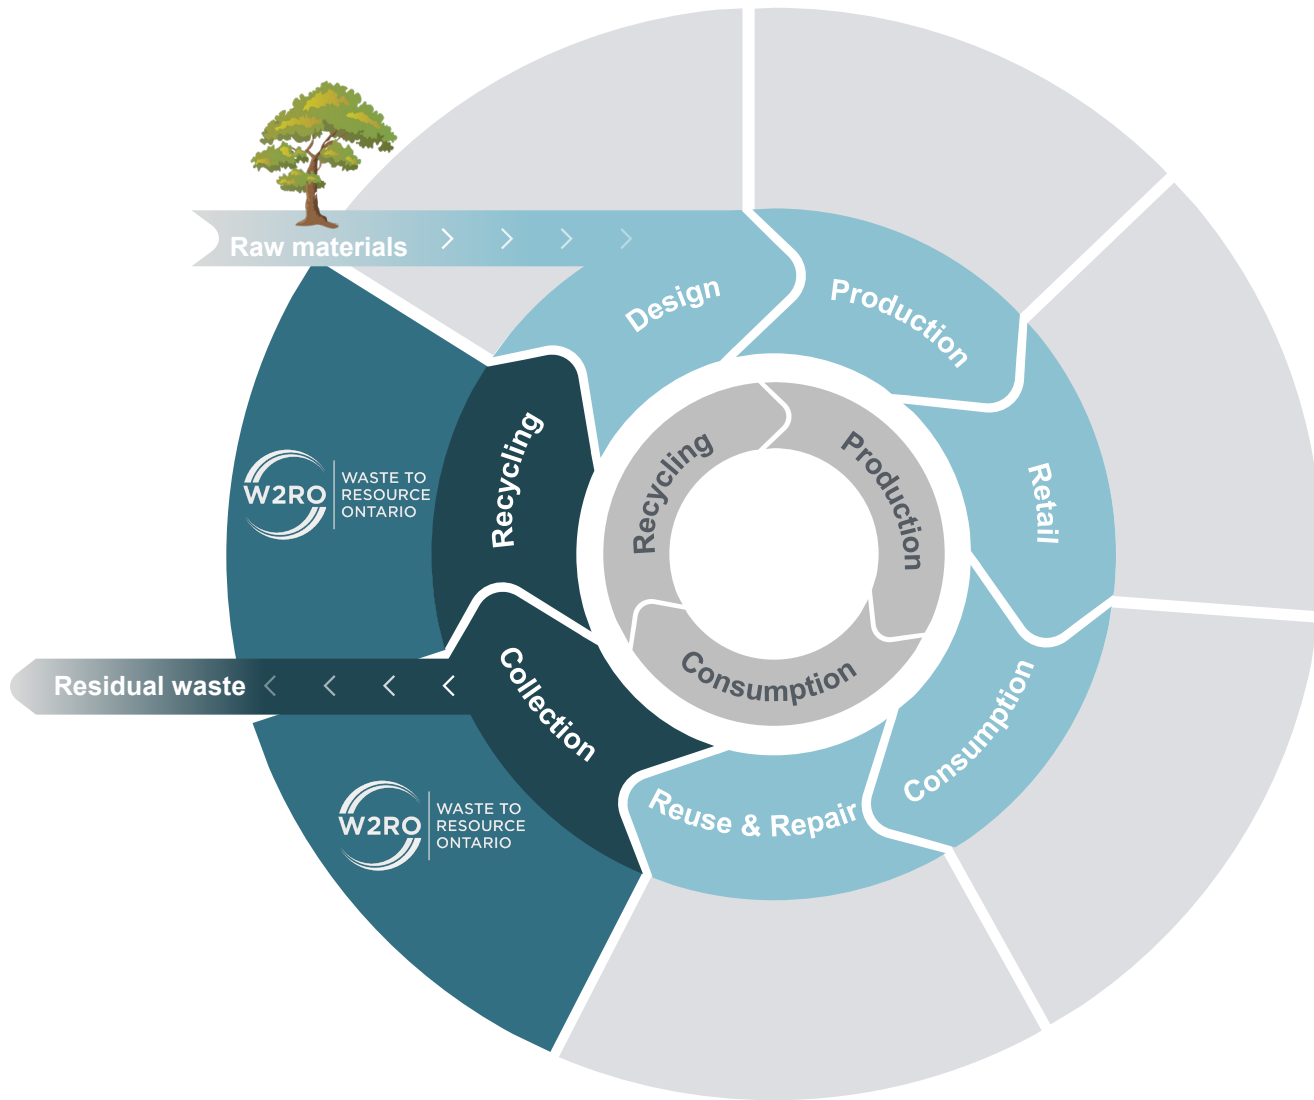 Raw materials
Design
Production
Retail
Consumption
Reuse & Repair
Collection
Residual waste
Recycling
W2RO
WASTE TO
RESOURCE
ONTARIO
W2RO
WASTE TO
RESOURCE
ONTARIO
Recycling
Production
Consumption